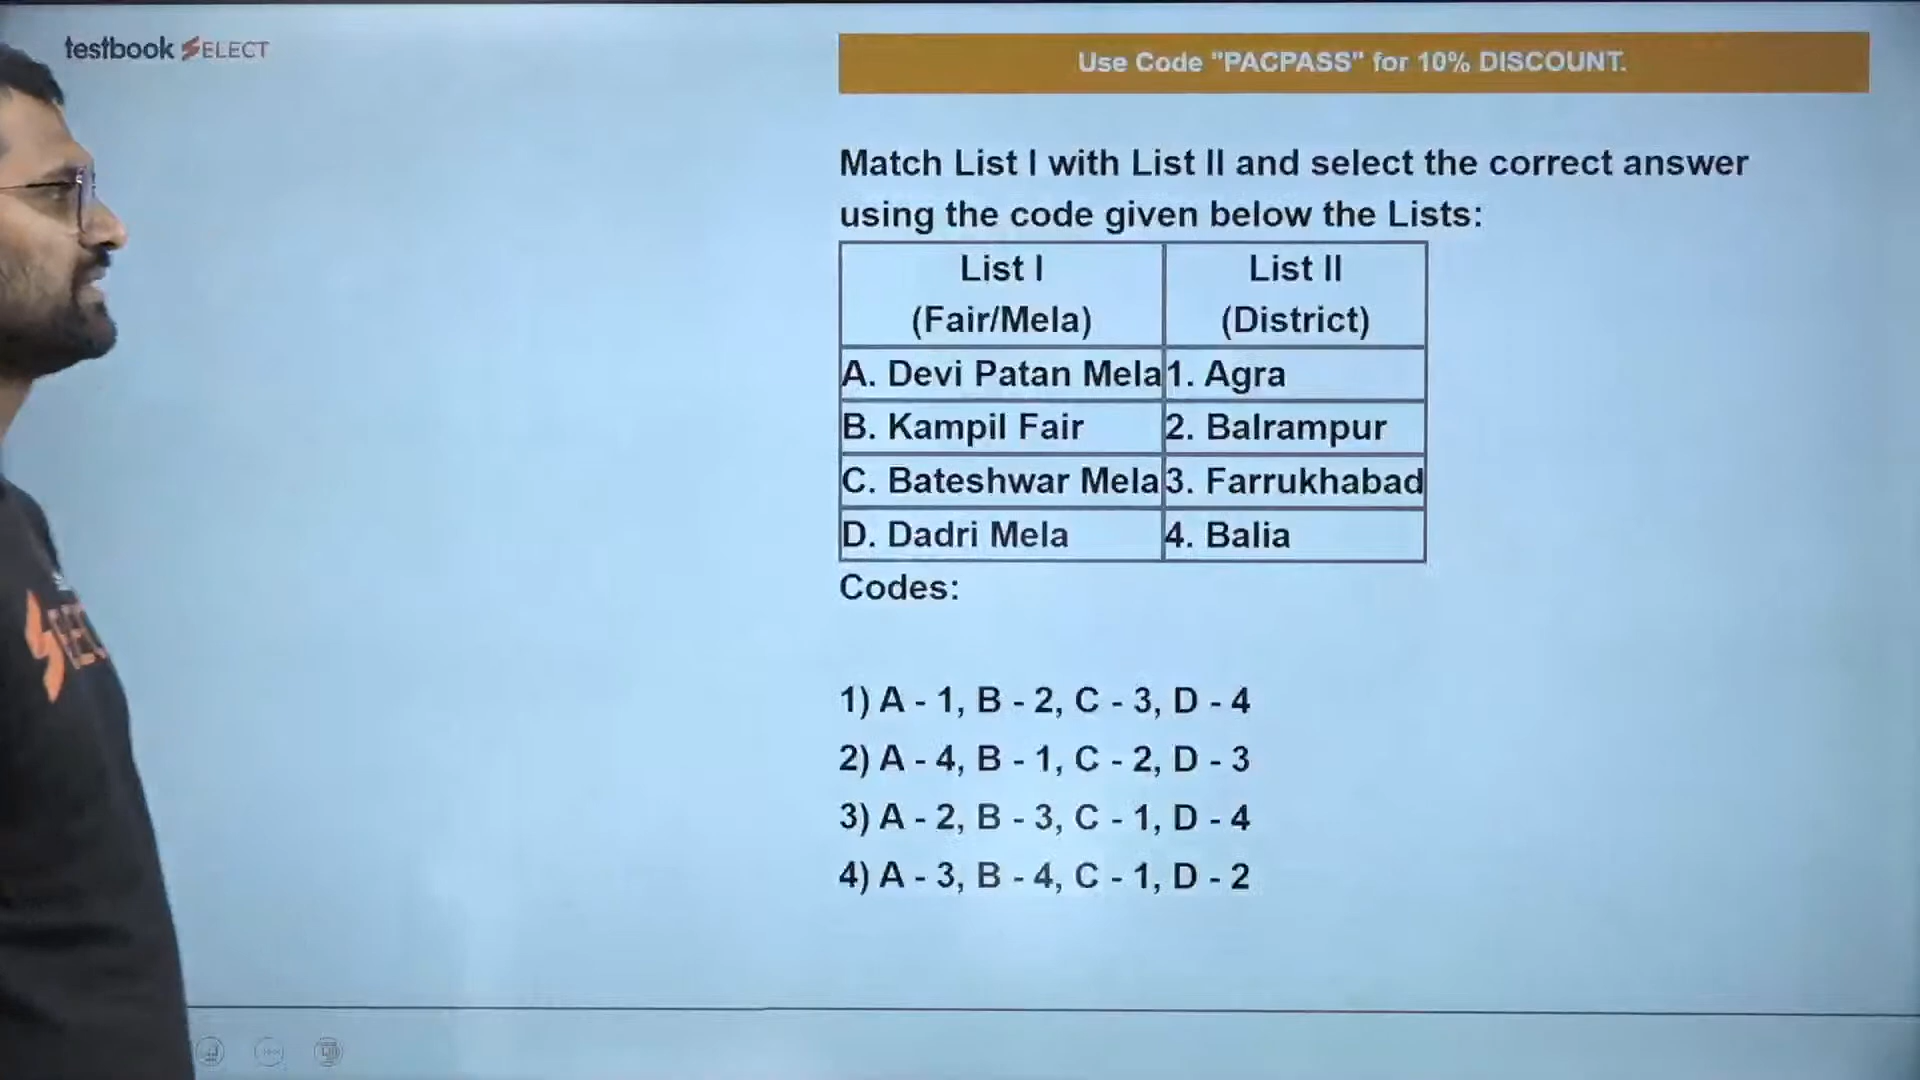 testbook SELECT
Use Code "PACPASS" for 10% DISCOUNT.
Match List I with List II and select the correct answer
using the code given below the Lists:
List I List II
(Fair/Mela) (District)
A. Devi Patan Mela 1. Agra
B. Kampil Fair 2. Balrampur
C. Bateshwar Mela 3. Farrukhabad
D. Dadri Mela 4. Balia
Codes:
1) A - 1, B - 2, C - 3, D - 4
2) A - 4, B - 1, C - 2, D - 3
3) A - 2, B - 3, C - 1, D - 4
4) A - 3, B - 4, C - 1, D - 2